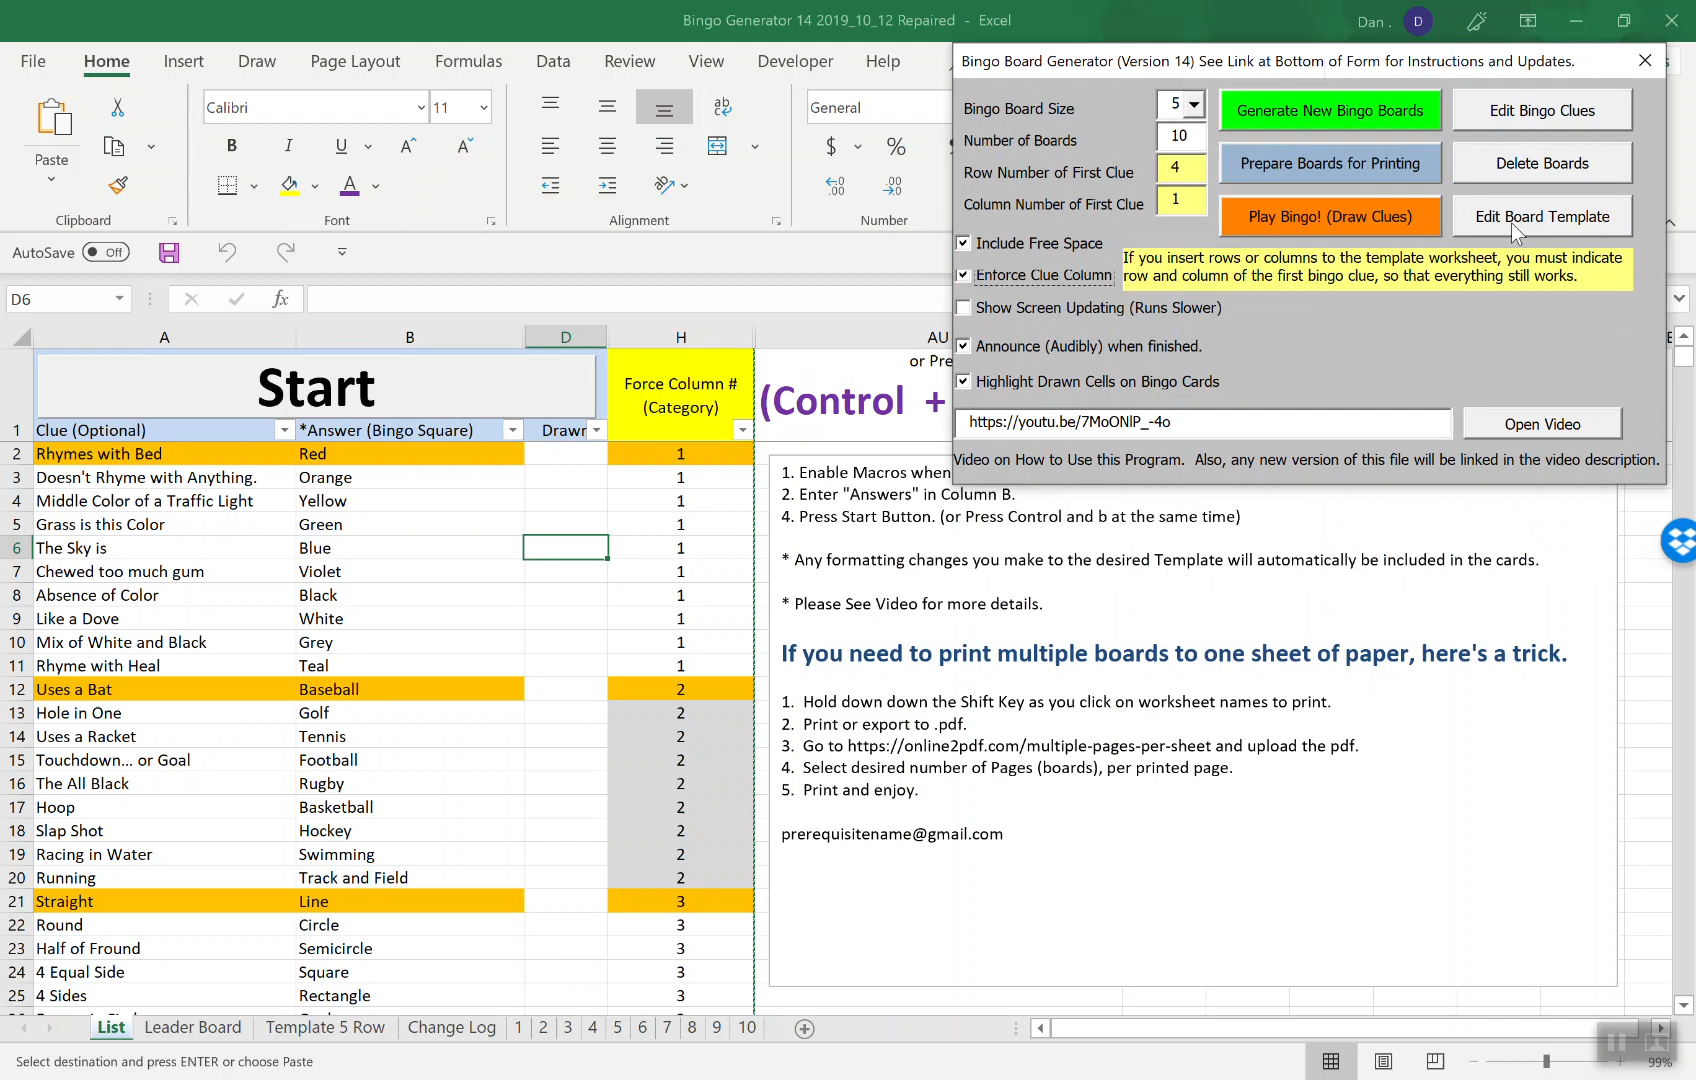 Bingo Generator 14 2019_10_12 Repaired - Excel
Dan .
D
File Home Insert Draw Page Layout Formulas Data Review View Developer Help
Bingo Board Generator (Version 14) See Link at Bottom of Form for Instructions and Updates.
Paste
Clipboard
Calibri 11
B I U A A
A
Font
ab
c
Alignment
General
$ %
Number
Bingo Board Size 5
Number of Boards 10
Row Number of First Clue 4
Column Number of First Clue 1
Generate New Bingo Boards
Edit Bingo Clues
Prepare Boards for Printing
Delete Boards
Play Bingo! (Draw Clues)
Edit Board Template
Include Free Space
Enforce Clue Column
If you insert rows or columns to the template worksheet, you must indicate
row and column of the first bingo clue, so that everything still works.
Show Screen Updating (Runs Slower)
Announce (Audibly) when finished.
Highlight Drawn Cells on Bingo Cards
https://youtu.be/7MoONlP_-4o
Open Video
Video on How to Use this Program. Also, any new version of this file will be linked in the video description.
AutoSave Off
D6 fx
A B D H AU
Start
Force Column #
(Category)
or Pre
(Control +
1 Clue (Optional) *Answer (Bingo Square) Drawn
2 Rhymes with Bed Red 1
3 Doesn't Rhyme with Anything. Orange 1
4 Middle Color of a Traffic Light Yellow 1
5 Grass is this Color Green 1
6 The Sky is Blue 1
7 Chewed too much gum Violet 1
8 Absence of Color Black 1
9 Like a Dove White 1
10 Mix of White and Black Grey 1
11 Rhyme with Heal Teal 1
12 Uses a Bat Baseball 2
13 Hole in One Golf 2
14 Uses a Racket Tennis 2
15 Touchdown... or Goal Football 2
16 The All Black Rugby 2
17 Hoop Basketball 2
18 Slap Shot Hockey 2
19 Racing in Water Swimming 2
20 Running Track and Field 2
21 Straight Line 3
22 Round Circle 3
23 Half of Fround Semicircle 3
24 4 Equal Side Square 3
25 4 Sides Rectangle 3
1. Enable Macros when
2. Enter "Answers" in Column B.
4. Press Start Button. (or Press Control and b at the same time)
* Any formatting changes you make to the desired Template will automatically be included in the cards.
* Please See Video for more details.
If you need to print multiple boards to one sheet of paper, here's a trick.
1. Hold down down the Shift Key as you click on worksheet names to print.
2. Print or export to .pdf.
3. Go to https://online2pdf.com/multiple-pages-per-sheet and upload the pdf.
4. Select desired number of Pages (boards), per printed page.
5. Print and enjoy.
prerequisitename@gmail.com
List Leader Board Template 5 Row Change Log 1 2 3 4 5 6 7 8 9 10
Select destination and press ENTER or choose Paste
99%